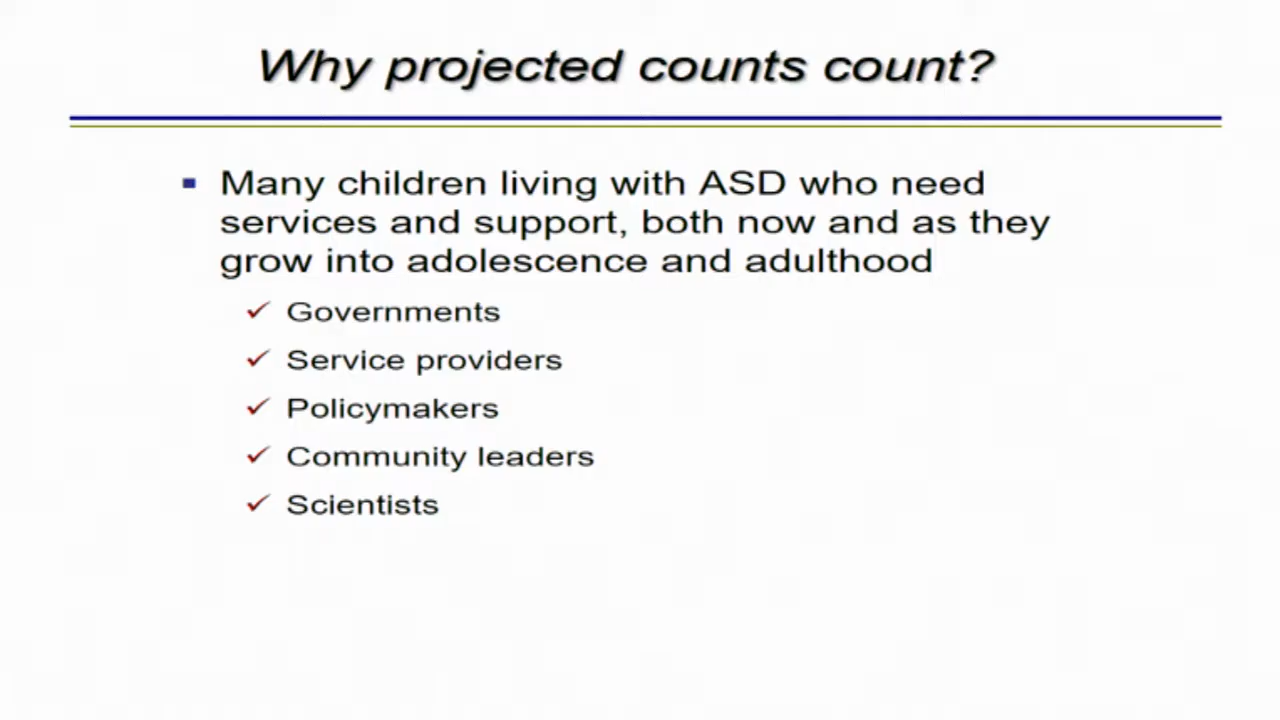 Why projected counts count?
Many children living with ASD who need
services and support, both now and as they
grow into adolescence and adulthood
Governments
Service providers
Policymakers
Community leaders
Scientists